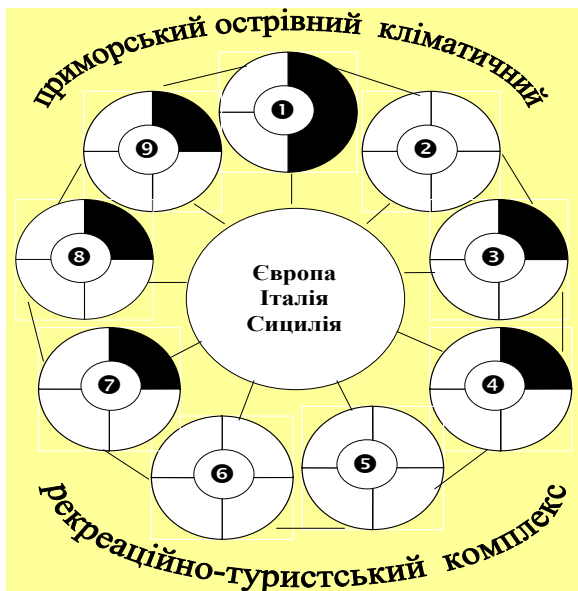 приморський острівний кліматичний
❶
❷
❸
❹
❺
❻
❼
❽
❾
Європа
Італія
Сицилія
рекреаційно-туристський комплекс